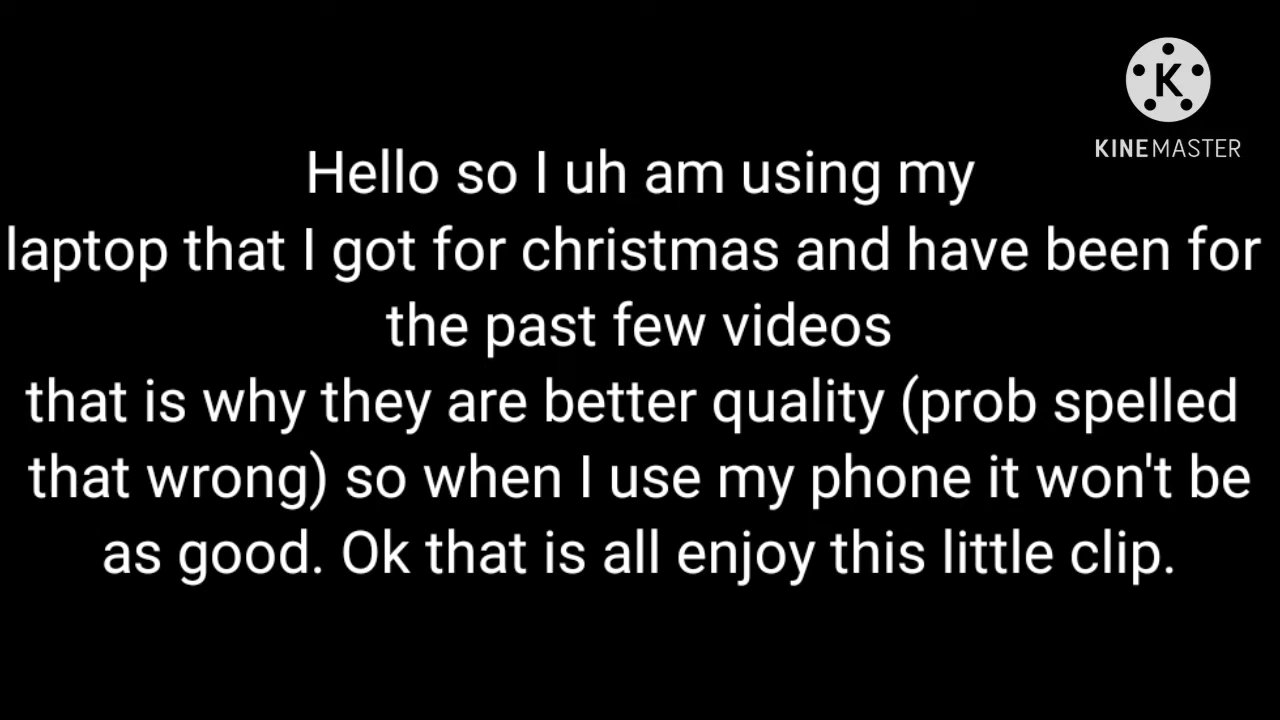 K
KINEMASTER
Hello so I uh am using my
laptop that I got for christmas and have been for
the past few videos
that is why they are better quality (prob spelled
that wrong) so when I use my phone it won't be
as good. Ok that is all enjoy this little clip.